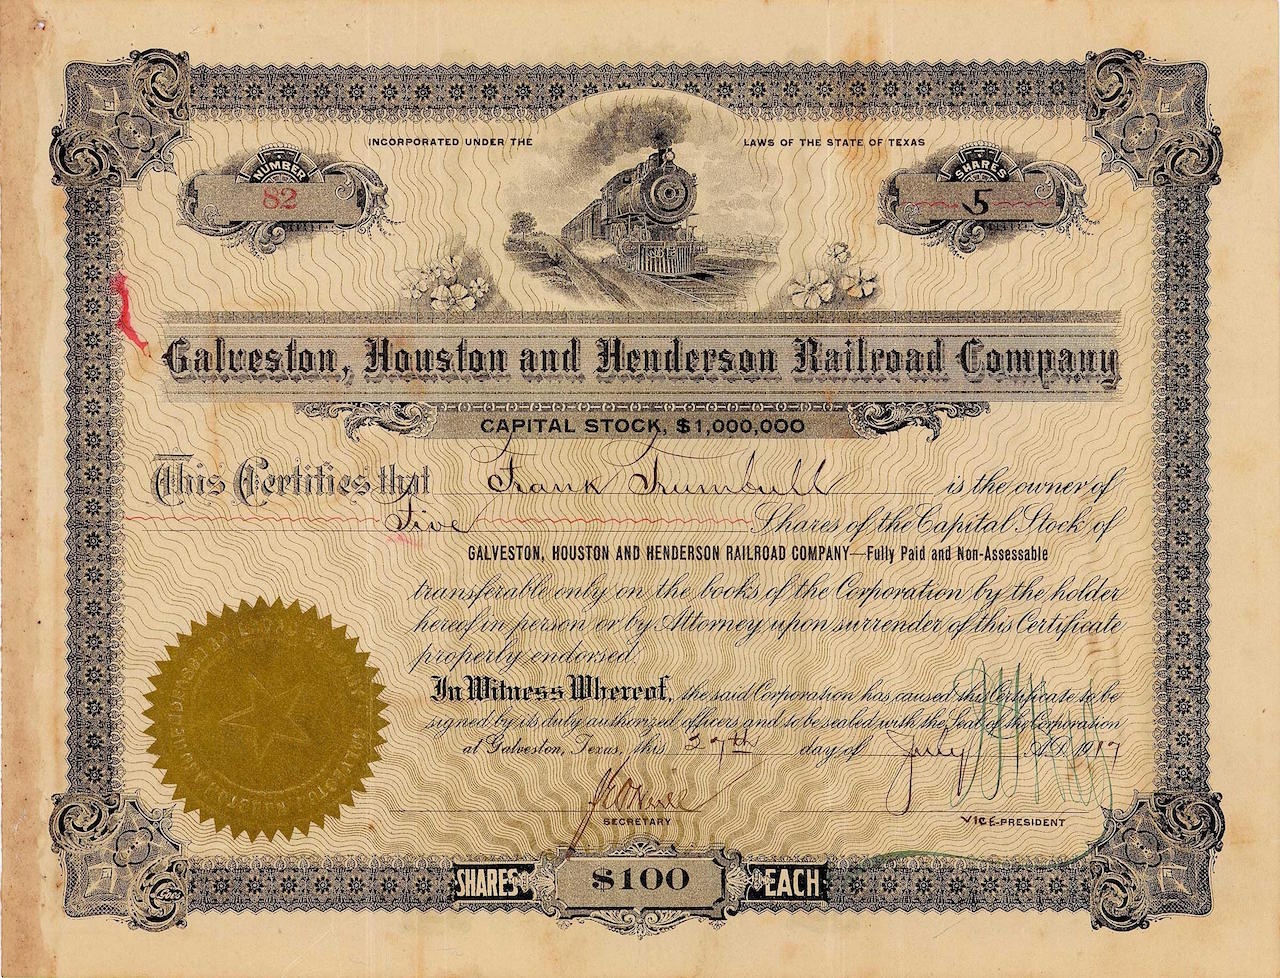 INCORPORATED UNDER THE LAWS OF THE STATE OF TEXAS
NUMBER
82
SHARES
5
Galveston, Houston and Henderson Railroad Company
CAPITAL STOCK, $1,000,000
This Certifies that Frank Trumbull is the owner of
Five Shares of the Capital Stock of
GALVESTON, HOUSTON AND HENDERSON RAILROAD COMPANY—Fully Paid and Non-Assessable
transferable only on the books of the Corporation by the holder
hereof in person or by Attorney upon surrender of this Certificate
properly endorsed.
In Witness Whereof, the said Corporation has caused this Certificate to be
signed by its duly authorized officers and to be sealed with the Seal of the Corporation
at Galveston, Texas, this 27th day of July A.D. 1917
SECRETARY
VICE-PRESIDENT
SHARES $100 EACH